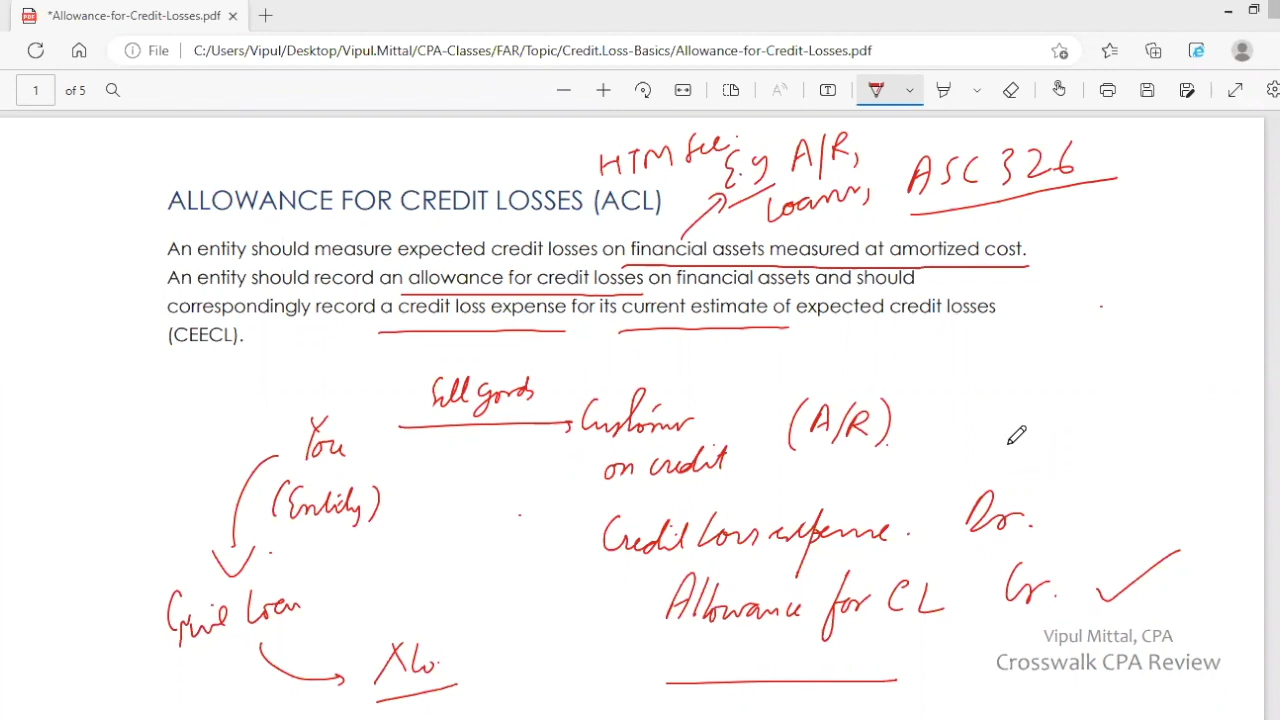 *Allowance-for-Credit-Losses.pdf
File C:/Users/Vipul/Desktop/Vipul.Mittal/CPA-Classes/FAR/Topic/Credit.Loss-Basics/Allowance-for-Credit-Losses.pdf
1 of 5
HTM Sec. E.g A/R, Loans, ASC 326
ALLOWANCE FOR CREDIT LOSSES (ACL)
An entity should measure expected credit losses on financial assets measured at amortized cost.
An entity should record an allowance for credit losses on financial assets and should
correspondingly record a credit loss expense for its current estimate of expected credit losses
(CEECL).
Sell goods
You Customer (A/R)
(Entity) on credit
Credit Loss expense. Dr.
Allowance for CL Cr.
Give Loan
Vipul Mittal, CPA
X Co.
Crosswalk CPA Review